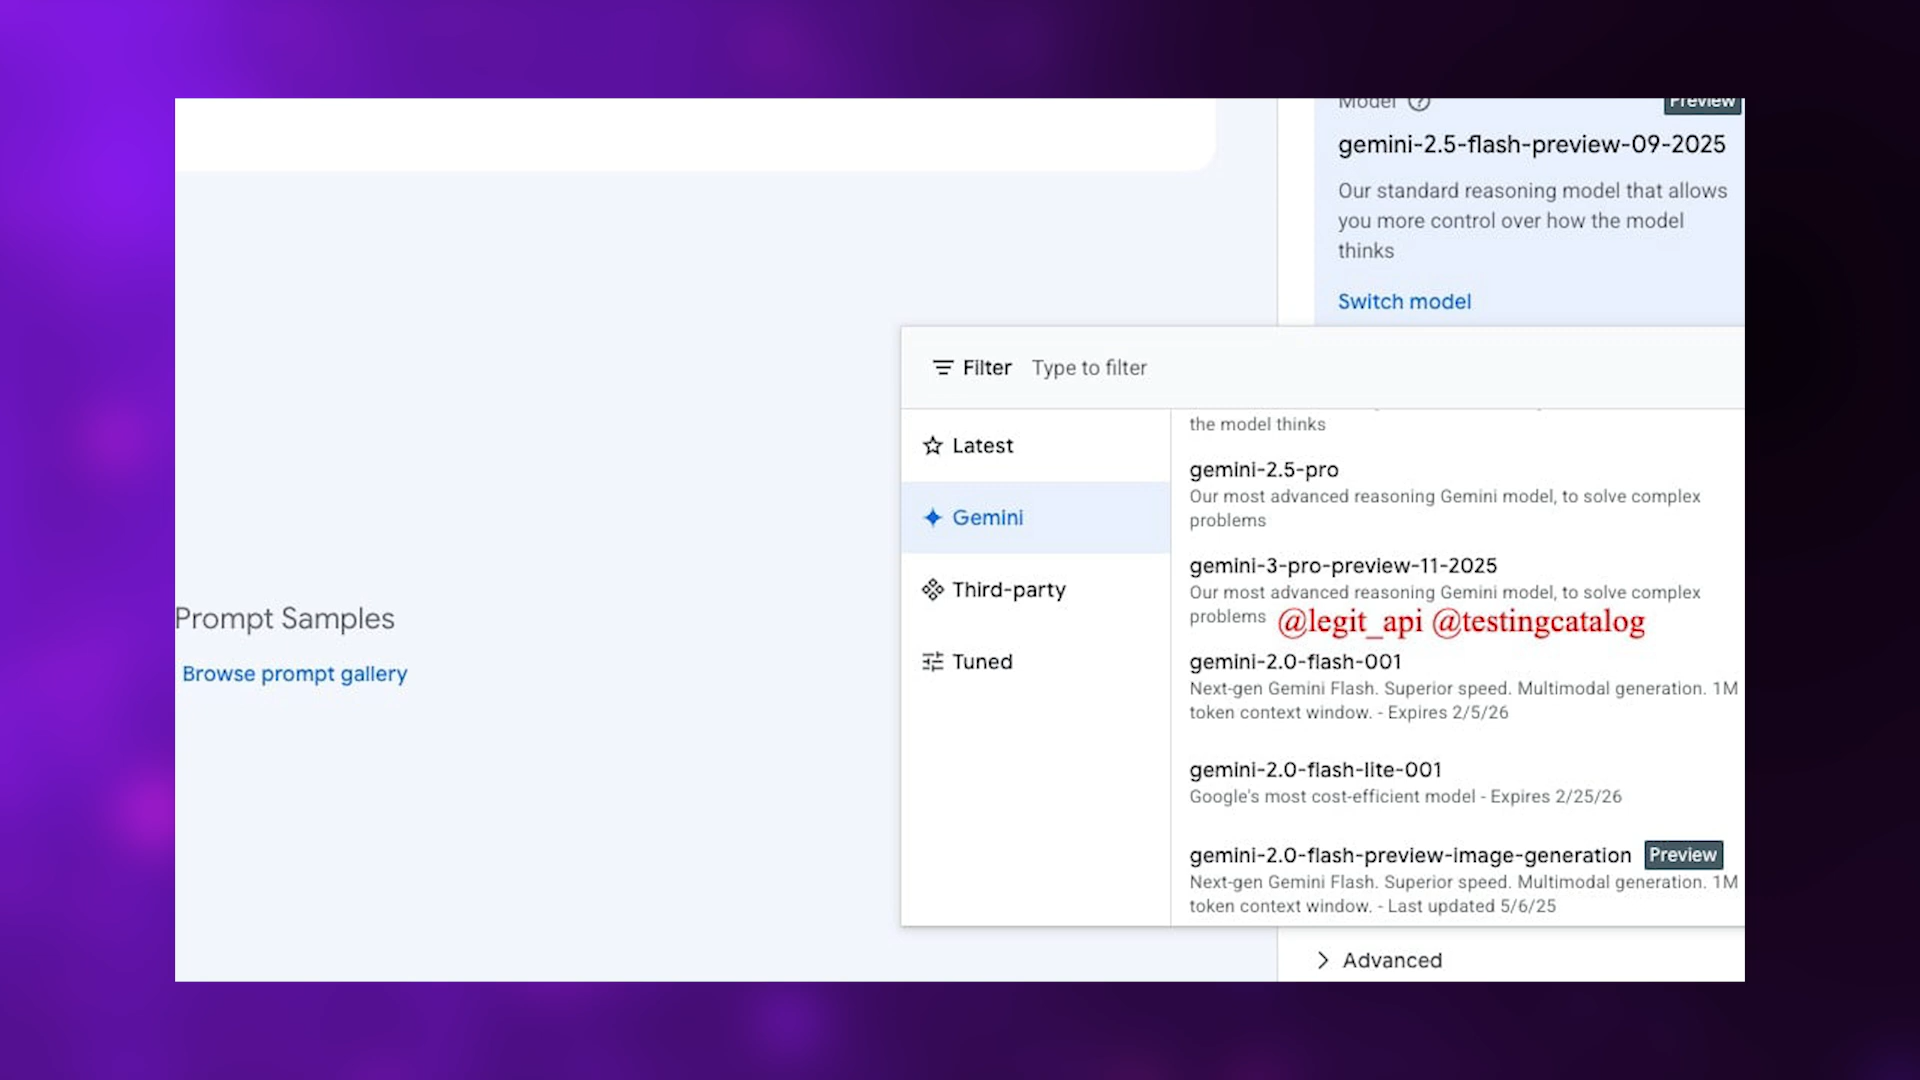 Model
Preview
gemini-2.5-flash-preview-09-2025
Our standard reasoning model that allows
you more control over how the model
thinks
Switch model
Filter Type to filter
Latest
Gemini
Third-party
Tuned
the model thinks
gemini-2.5-pro
Our most advanced reasoning Gemini model, to solve complex
problems
gemini-3-pro-preview-11-2025
Our most advanced reasoning Gemini model, to solve complex
problems @legit_api @testingcatalog
gemini-2.0-flash-001
Next-gen Gemini Flash. Superior speed. Multimodal generation. 1M
token context window. - Expires 2/5/26
gemini-2.0-flash-lite-001
Google's most cost-efficient model - Expires 2/25/26
gemini-2.0-flash-preview-image-generation Preview
Next-gen Gemini Flash. Superior speed. Multimodal generation. 1M
token context window. - Last updated 5/6/25
Advanced
Prompt Samples
Browse prompt gallery